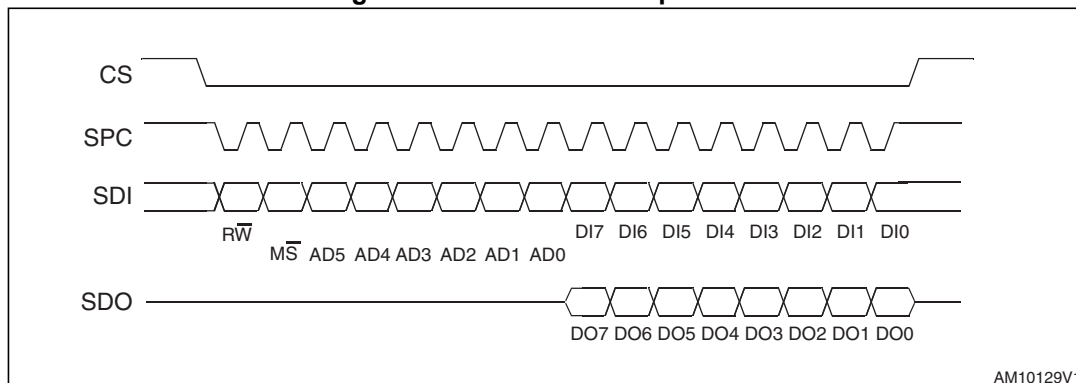 CS
SPC
SDI
RW̅
DI7 DI6 DI5 DI4 DI3 DI2 DI1 DI0
MS̅ AD5 AD4 AD3 AD2 AD1 AD0
SDO
DO7 DO6 DO5 DO4 DO3 DO2 DO1 DO0
AM10129V1